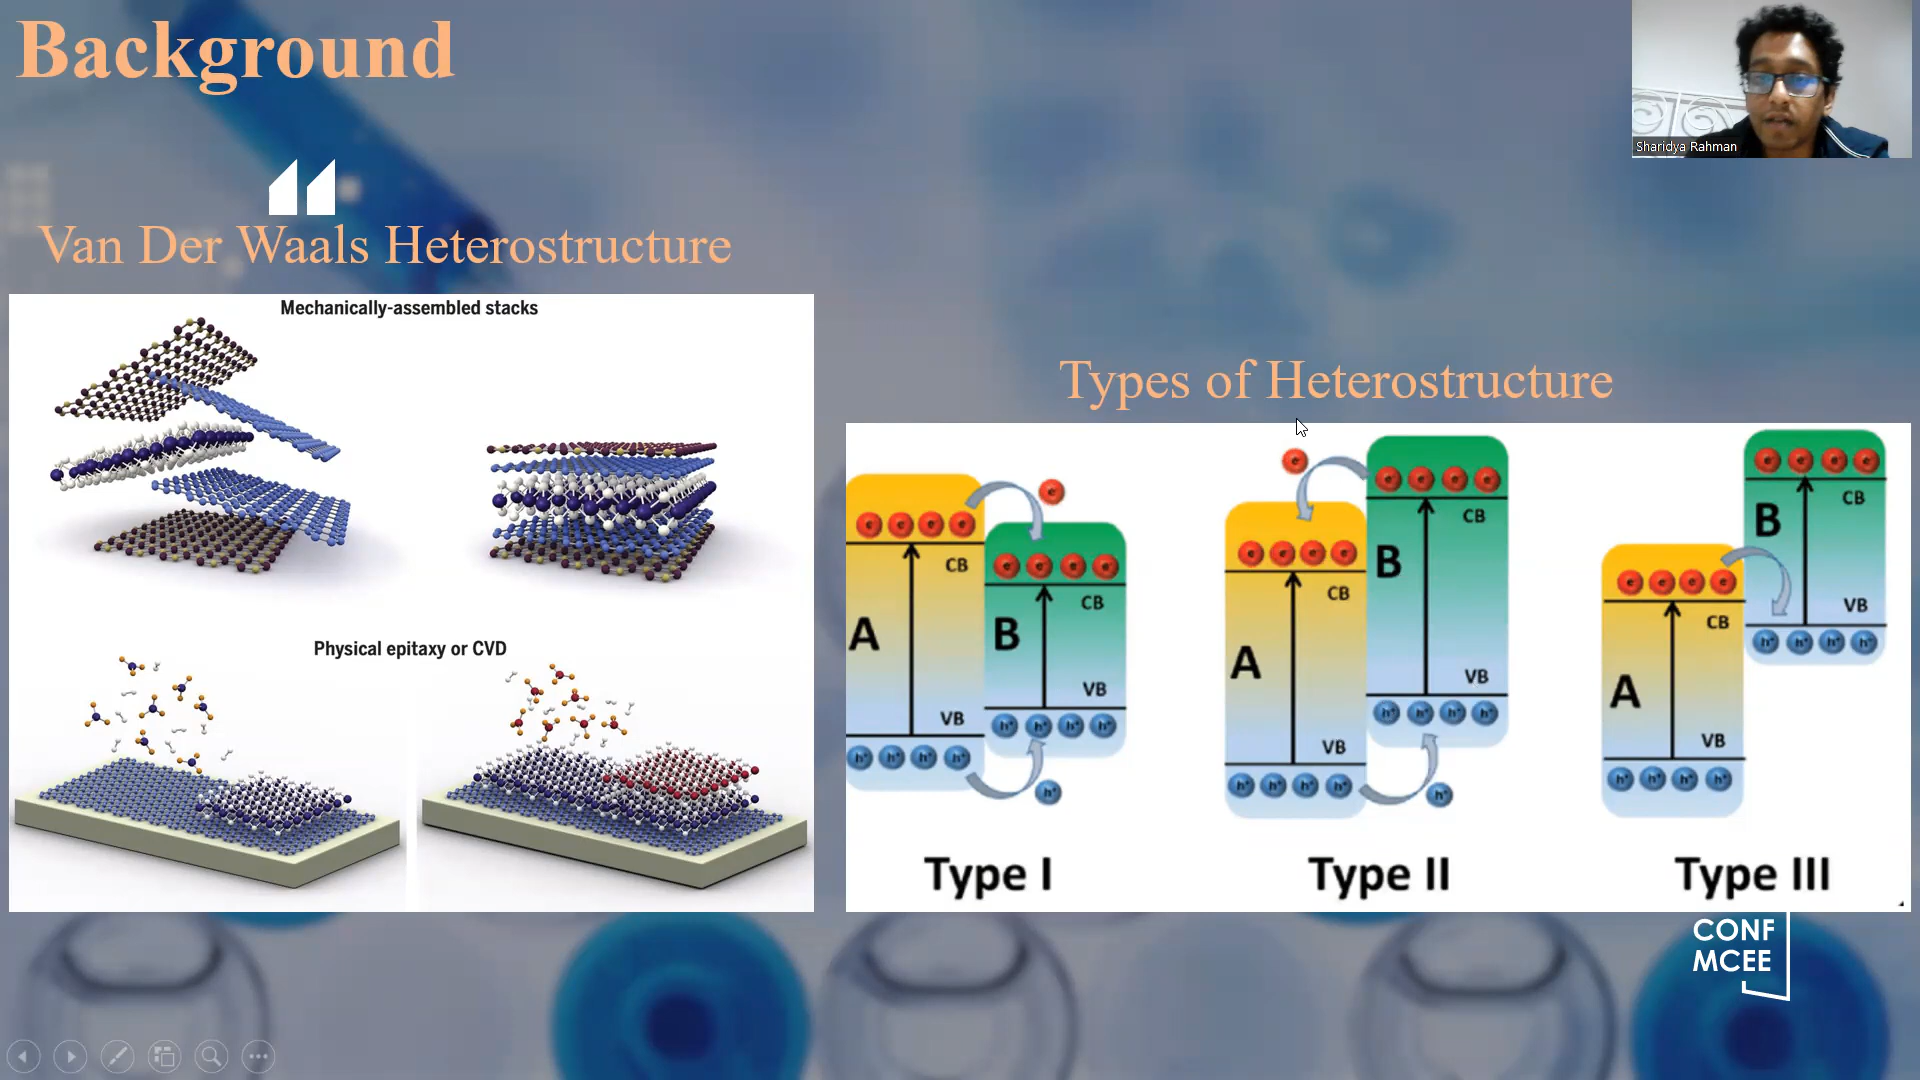 Background
Sharidya Rahman
Van Der Waals Heterostructure
Mechanically-assembled stacks
Physical epitaxy or CVD
Types of Heterostructure
e-
e- e- e- e-
CB
A
VB
h+ h+ h+ h+
e- e- e- e-
CB
B
VB
h+ h+ h+ h+
h+
Type I
e-
e- e- e- e-
CB
A
VB
h+ h+ h+ h+
e- e- e- e-
CB
B
VB
h+ h+ h+ h+
h+
Type II
e- e- e- e-
CB
A
VB
h+ h+ h+ h+
e- e- e- e-
CB
B
VB
h+ h+ h+ h+
Type III
CONF
MCEE